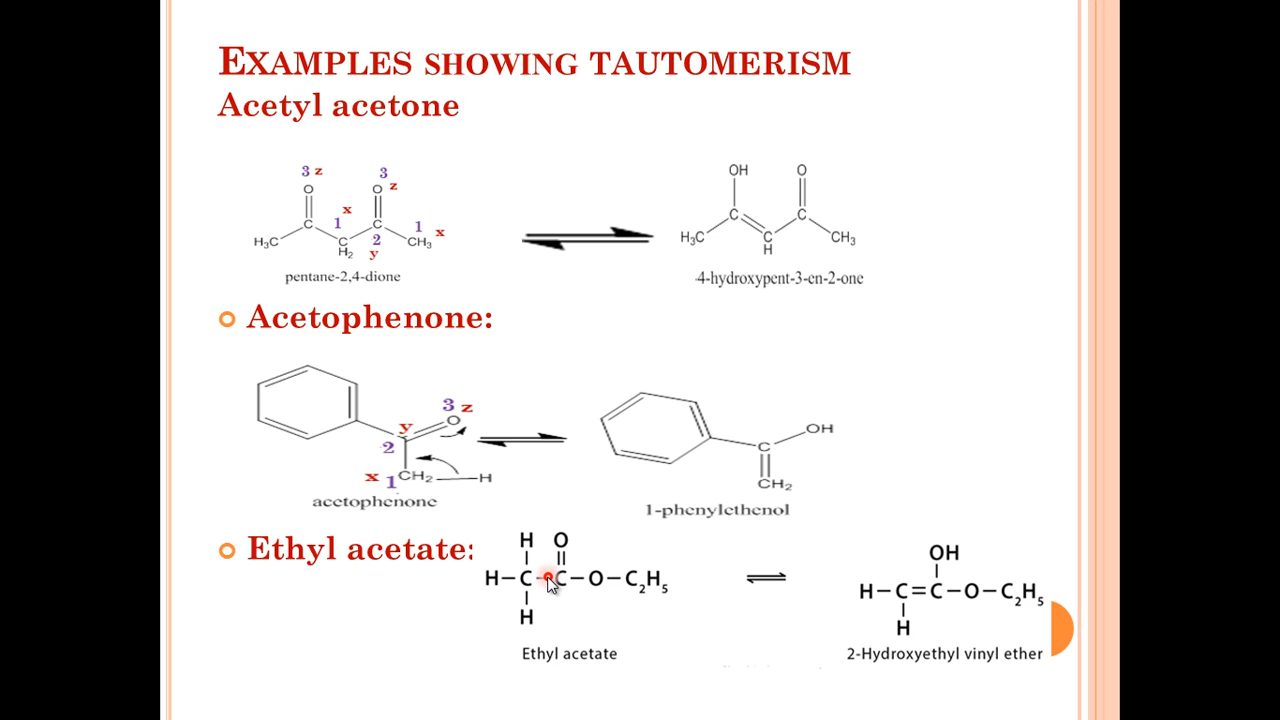 EXAMPLES SHOWING TAUTOMERISM
Acetyl acetone
3 z 3
O O z
x
C 1 C 1 x
H3C C 2 CH3
H2 y
pentane-2,4-dione
OH O
C C
H3C C CH3
H
4-hydroxypent-3-en-2-one
Acetophenone:
3 z
y O
2
x 1 CH2 H
acetophenone
OH
C
CH2
1-phenylethenol
Ethyl acetate:
H O
H-C-C-O-C2H5
H
Ethyl acetate
OH
H-C=C-O-C2H5
H
2-Hydroxyethyl vinyl ether